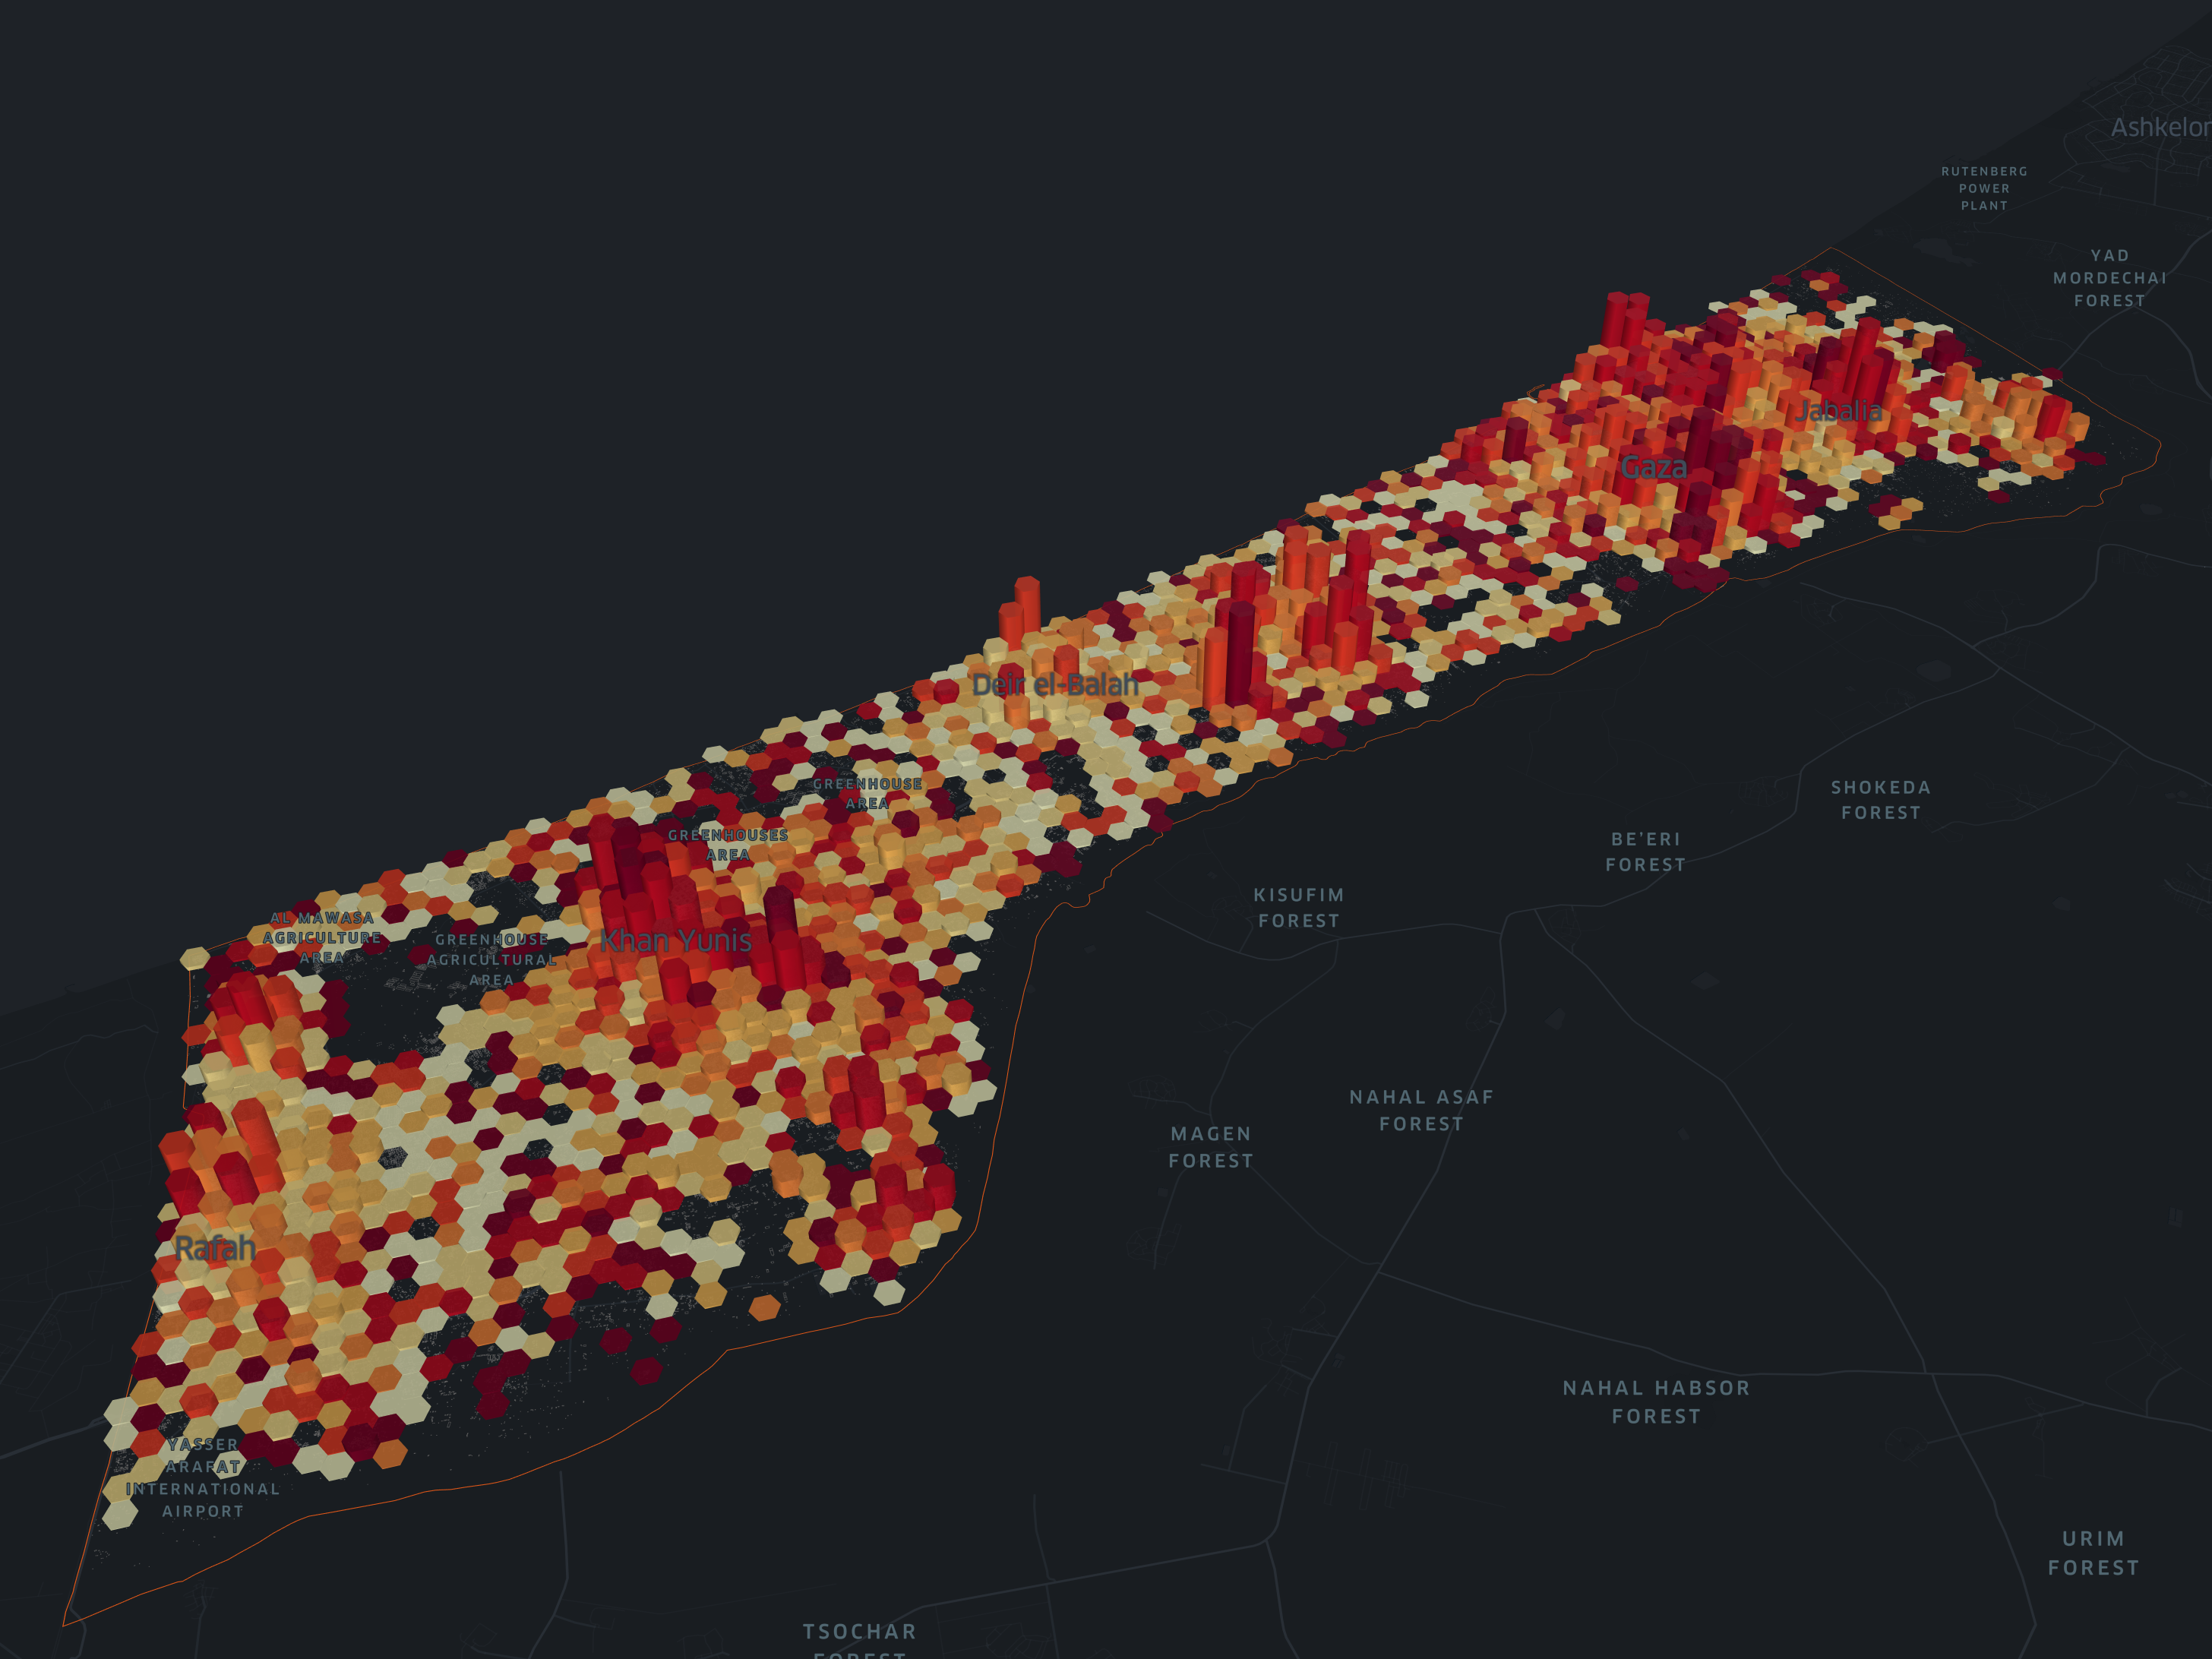 Ashkelon
RUTENBERG
POWER
PLANT
YAD
MORDECHAI
FOREST
Jabalia
Gaza
Deir el-Balah
GREENHOUSE
AREA
GREENHOUSES
AREA
SHOKEDA
FOREST
BE'ERI
FOREST
KISUFIM
FOREST
AL MAWASA
AGRICULTURE
AREA
GREENHOUSE
AGRICULTURAL
AREA
Khan Yunis
NAHAL ASAF
FOREST
MAGEN
FOREST
Rafah
NAHAL HABSOR
FOREST
YASSER
ARAFAT
INTERNATIONAL
AIRPORT
URIM
FOREST
TSOCHAR
FOREST